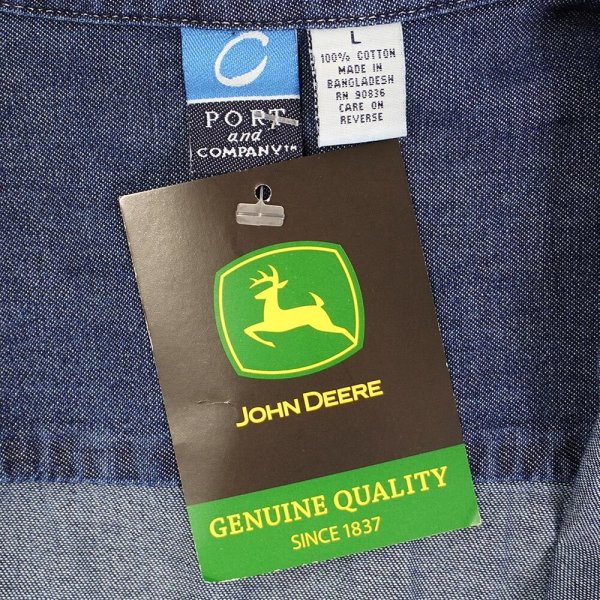 PORT
and
COMPANY™
L
100% COTTON
MADE IN
BANGLADESH
RN 90836
CARE ON
REVERSE
JOHN DEERE
GENUINE QUALITY
SINCE 1837